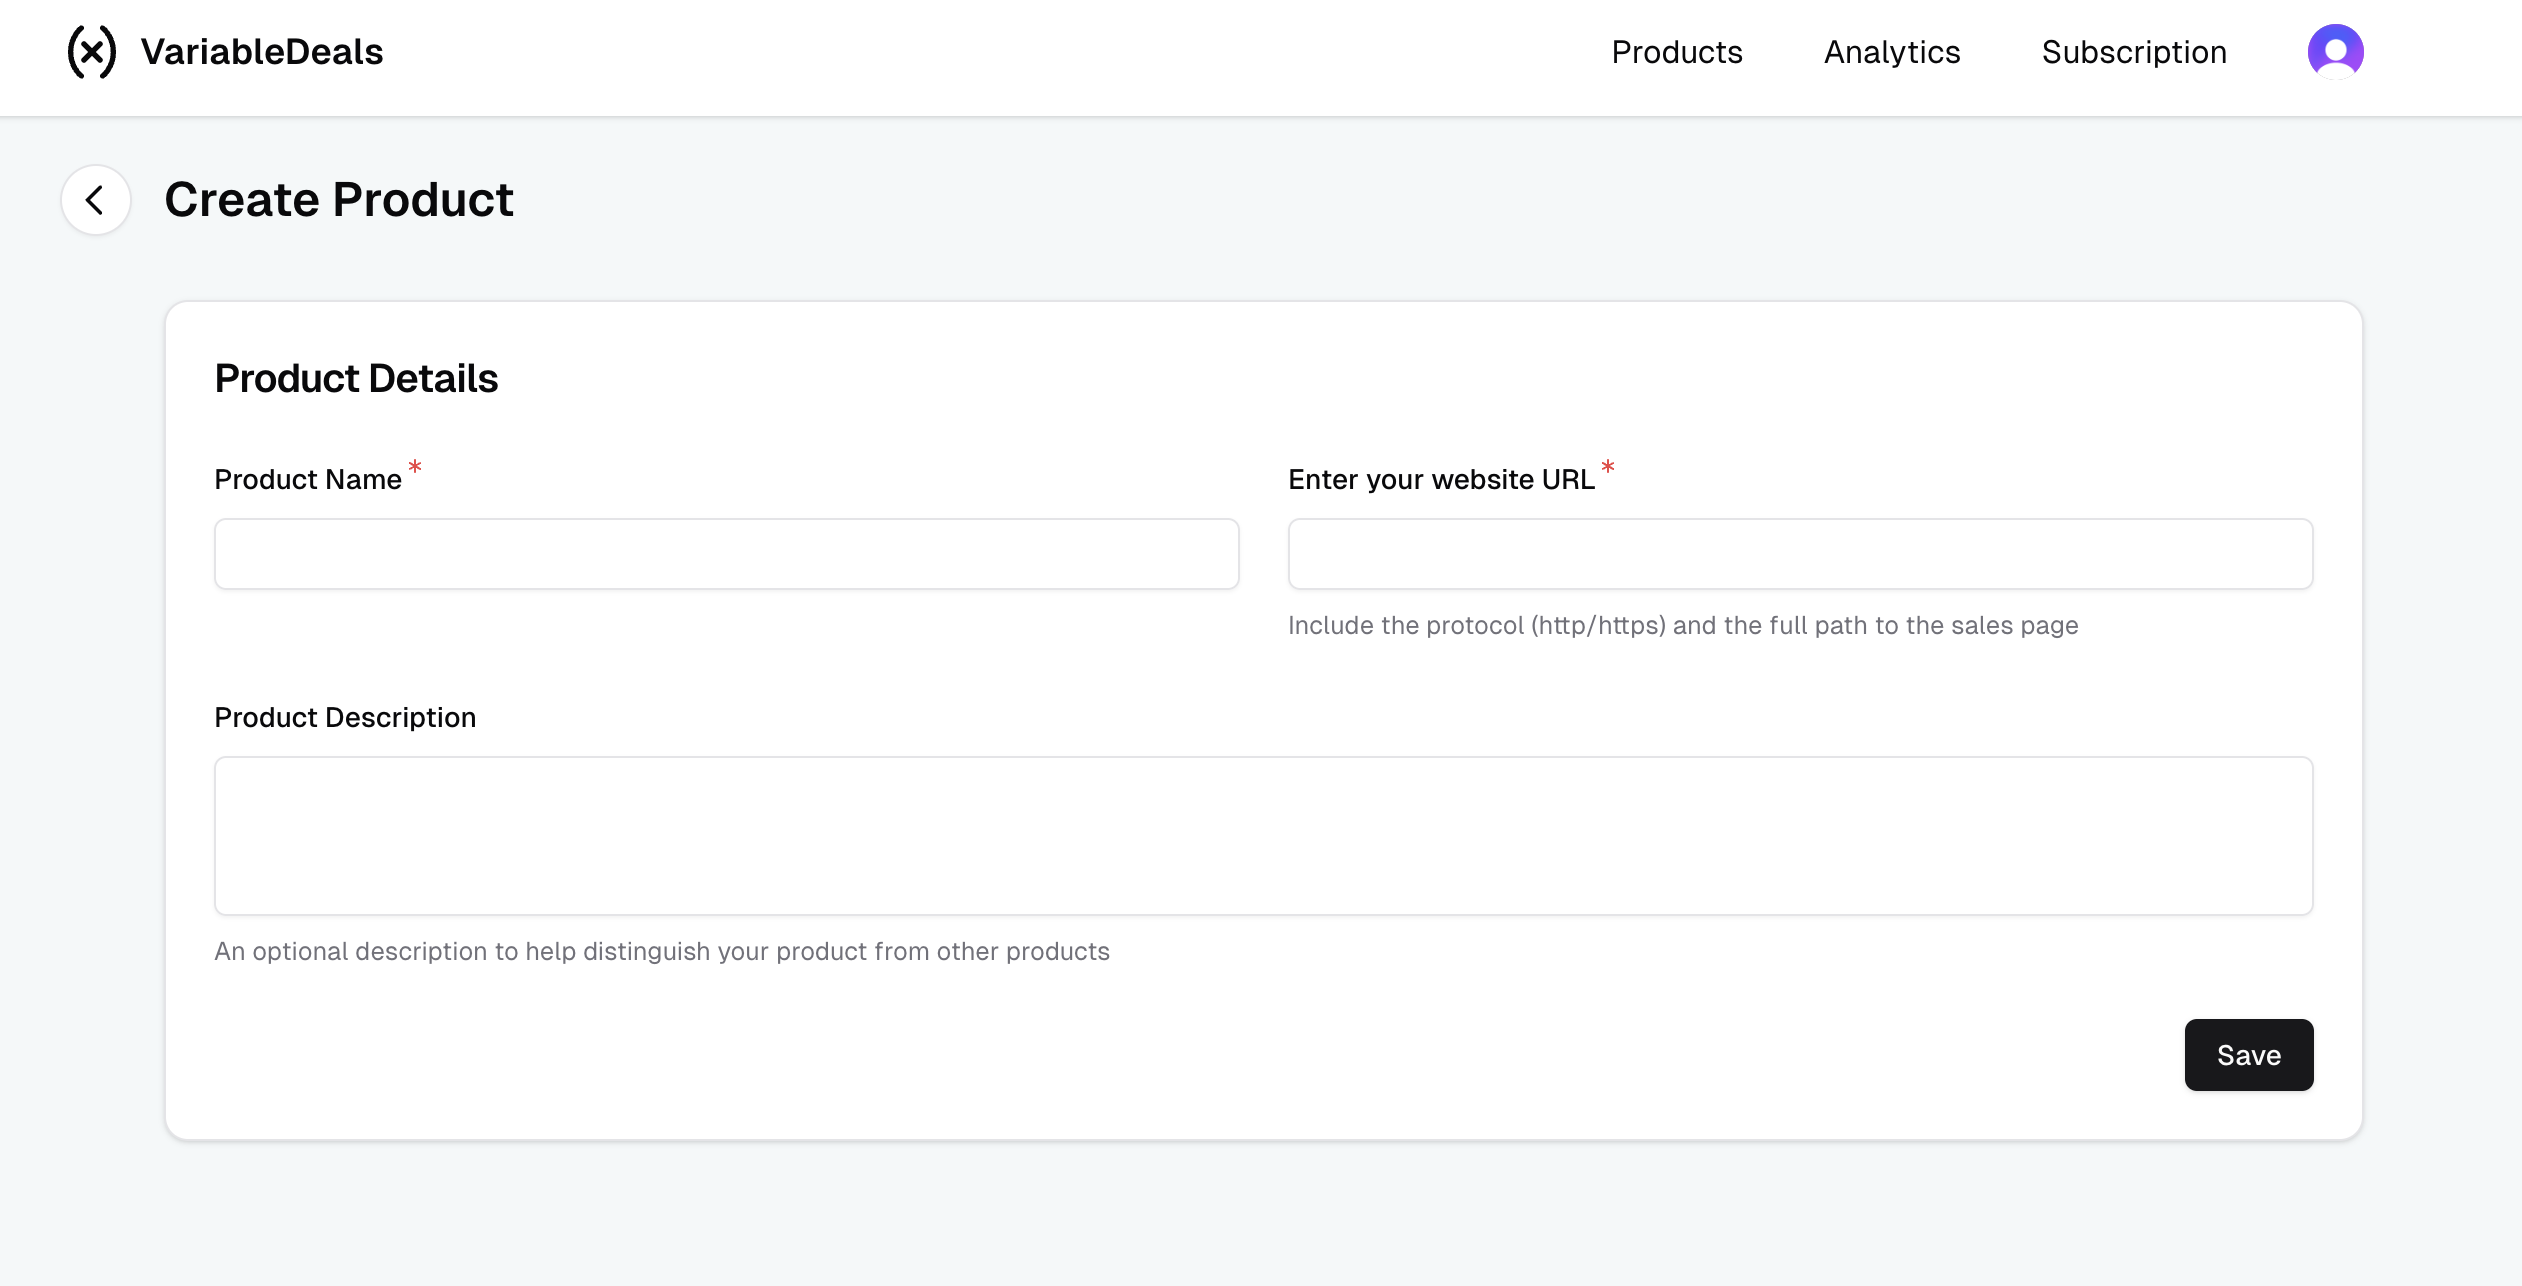 VariableDeals
Products Analytics Subscription
Create Product
Product Details
Product Name *
Enter your website URL *
Include the protocol (http/https) and the full path to the sales page
Product Description
An optional description to help distinguish your product from other products
Save